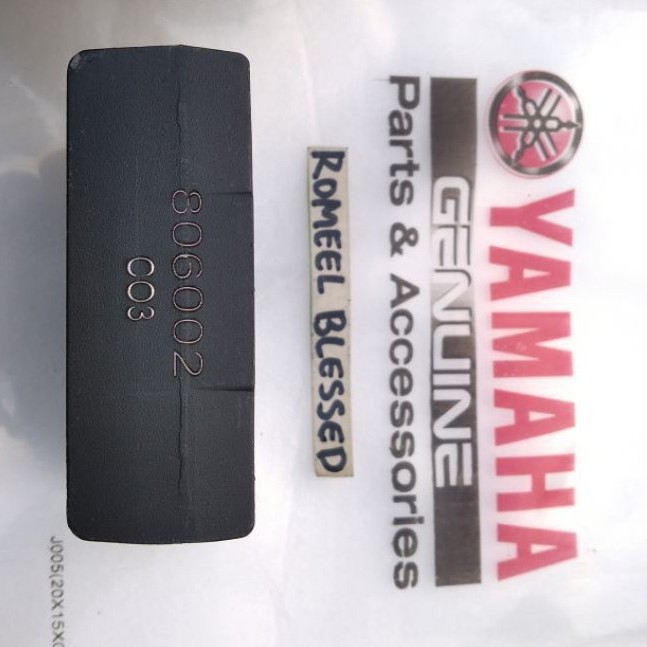 YAMAHA
GENUINE
Parts & Accessories
ROMEEL BLESSED
806002
C03